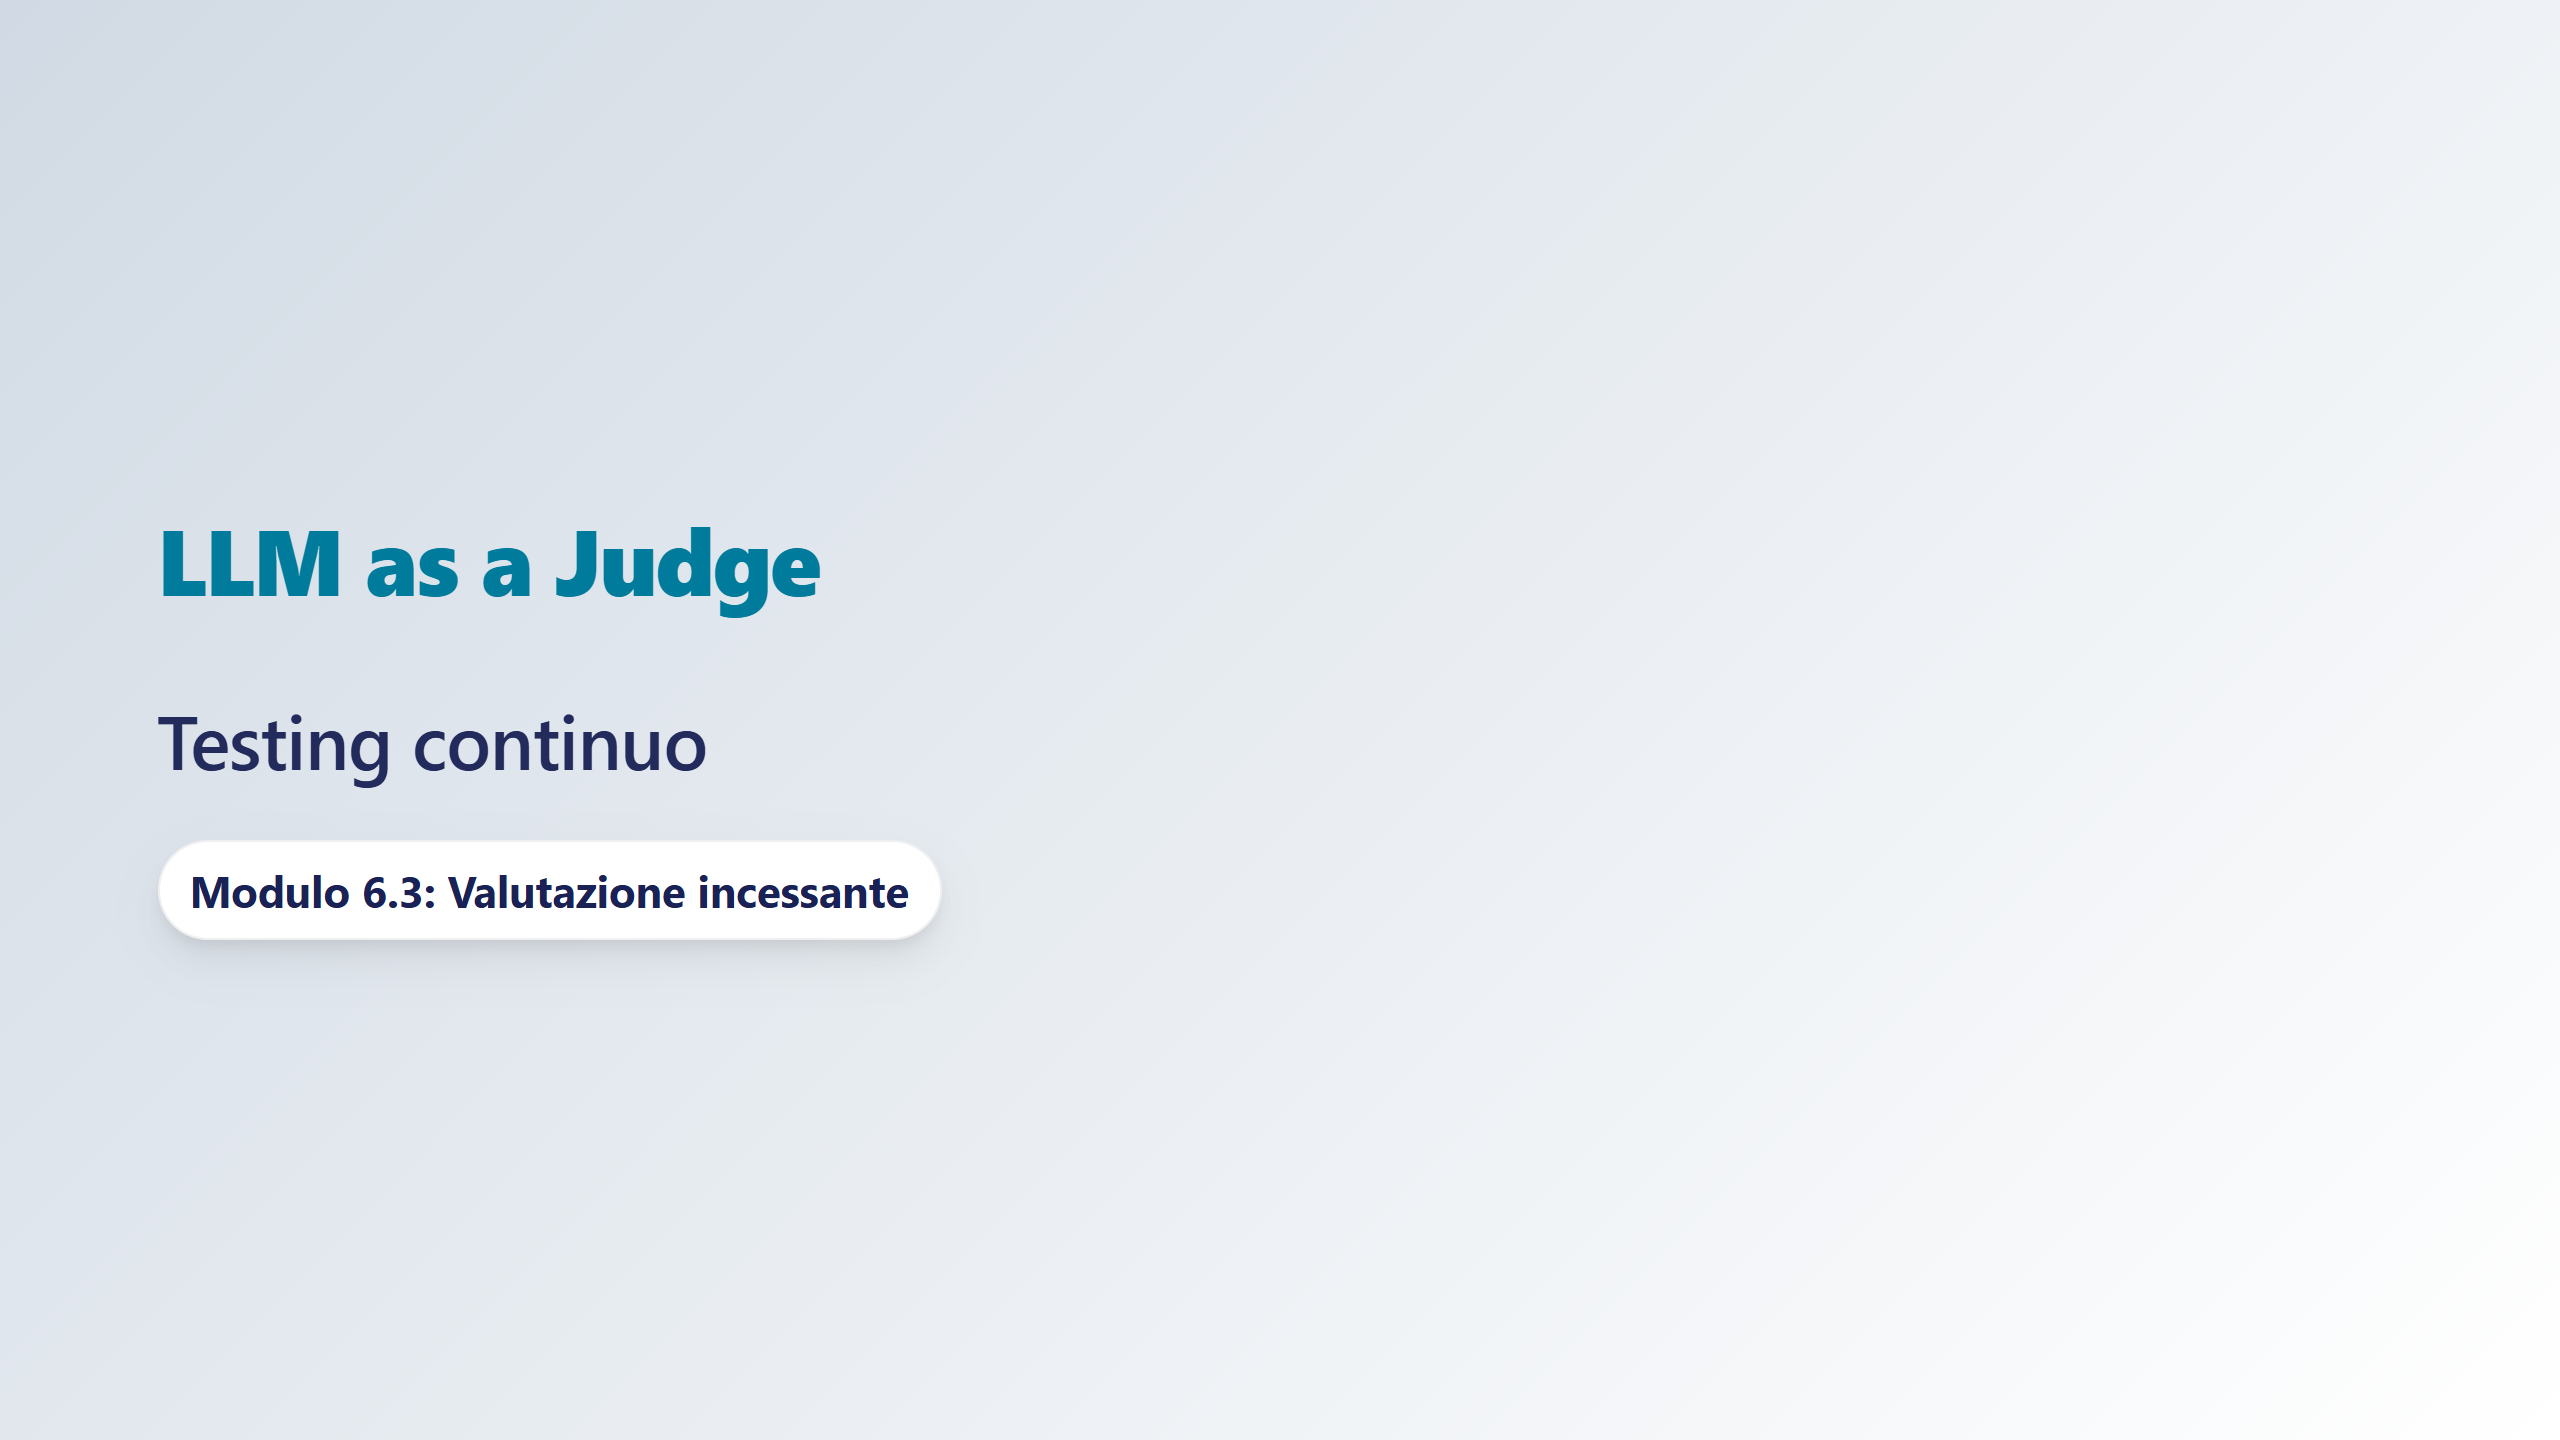 LLM as a Judge
Testing continuo
Modulo 6.3: Valutazione incessante